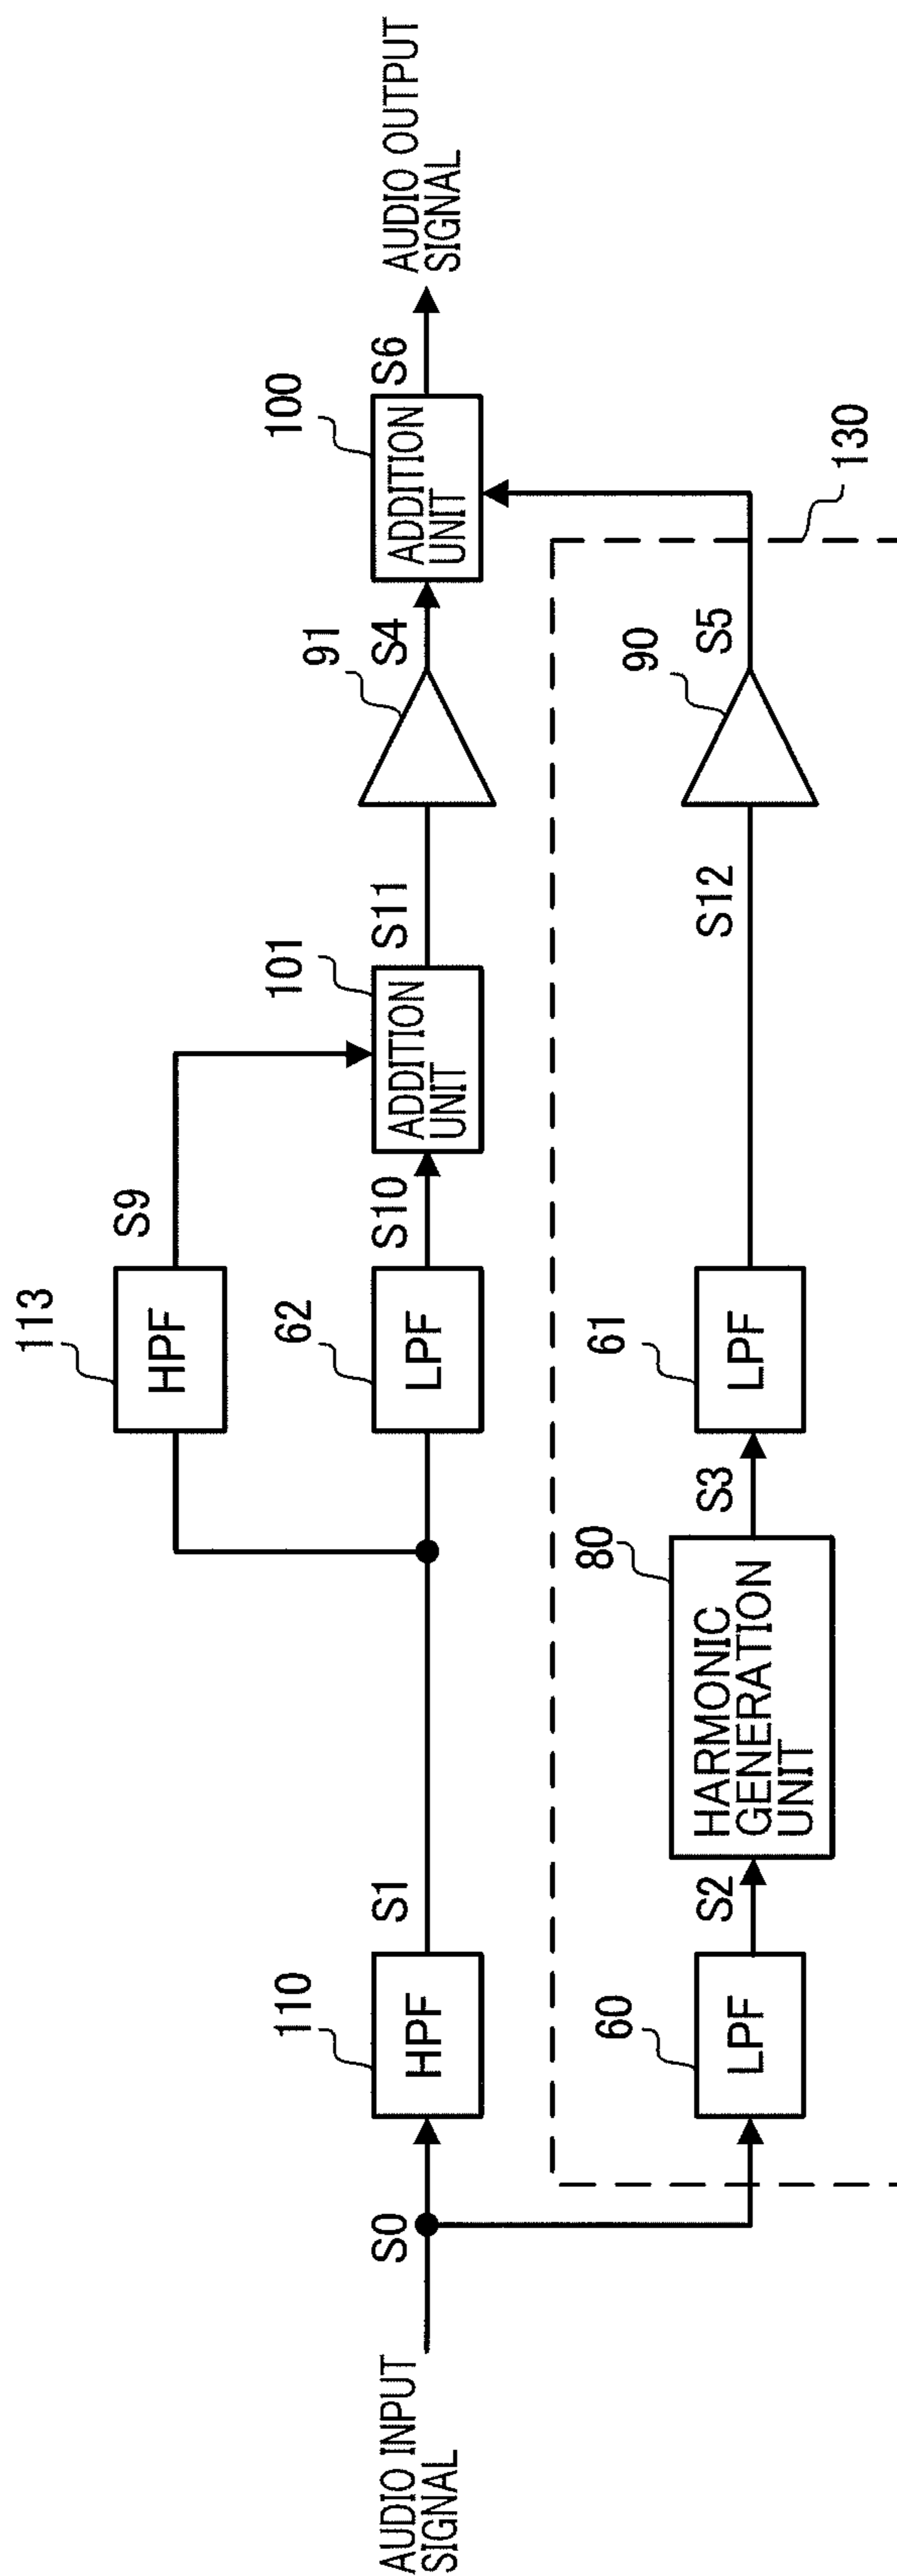 AUDIO INPUT
SIGNAL
S0
110
HPF
S1
113
HPF
S9
62
LPF
S10
101
ADDITION
UNIT
S11
91
S4
100
ADDITION
UNIT
S6
AUDIO OUTPUT
SIGNAL
60
LPF
S2
80
HARMONIC
GENERATION
UNIT
S3
61
LPF
S12
90
S5
130